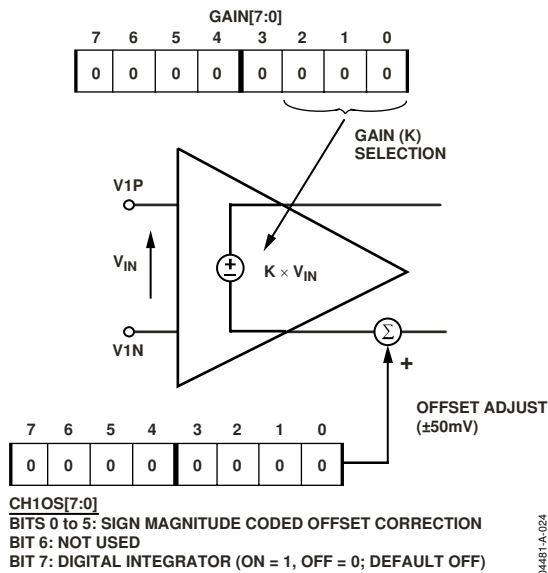 GAIN[7:0]
7 6 5 4 3 2 1 0
0 0 0 0 0 0 0 0
GAIN (K)
SELECTION
V1P
VIN
K × VIN
V1N
Σ
+
OFFSET ADJUST
(±50mV)
7 6 5 4 3 2 1 0
0 0 0 0 0 0 0 0
CH1OS[7:0]
BITS 0 to 5: SIGN MAGNITUDE CODED OFFSET CORRECTION
BIT 6: NOT USED
BIT 7: DIGITAL INTEGRATOR (ON = 1, OFF = 0; DEFAULT OFF)
04481-A-024